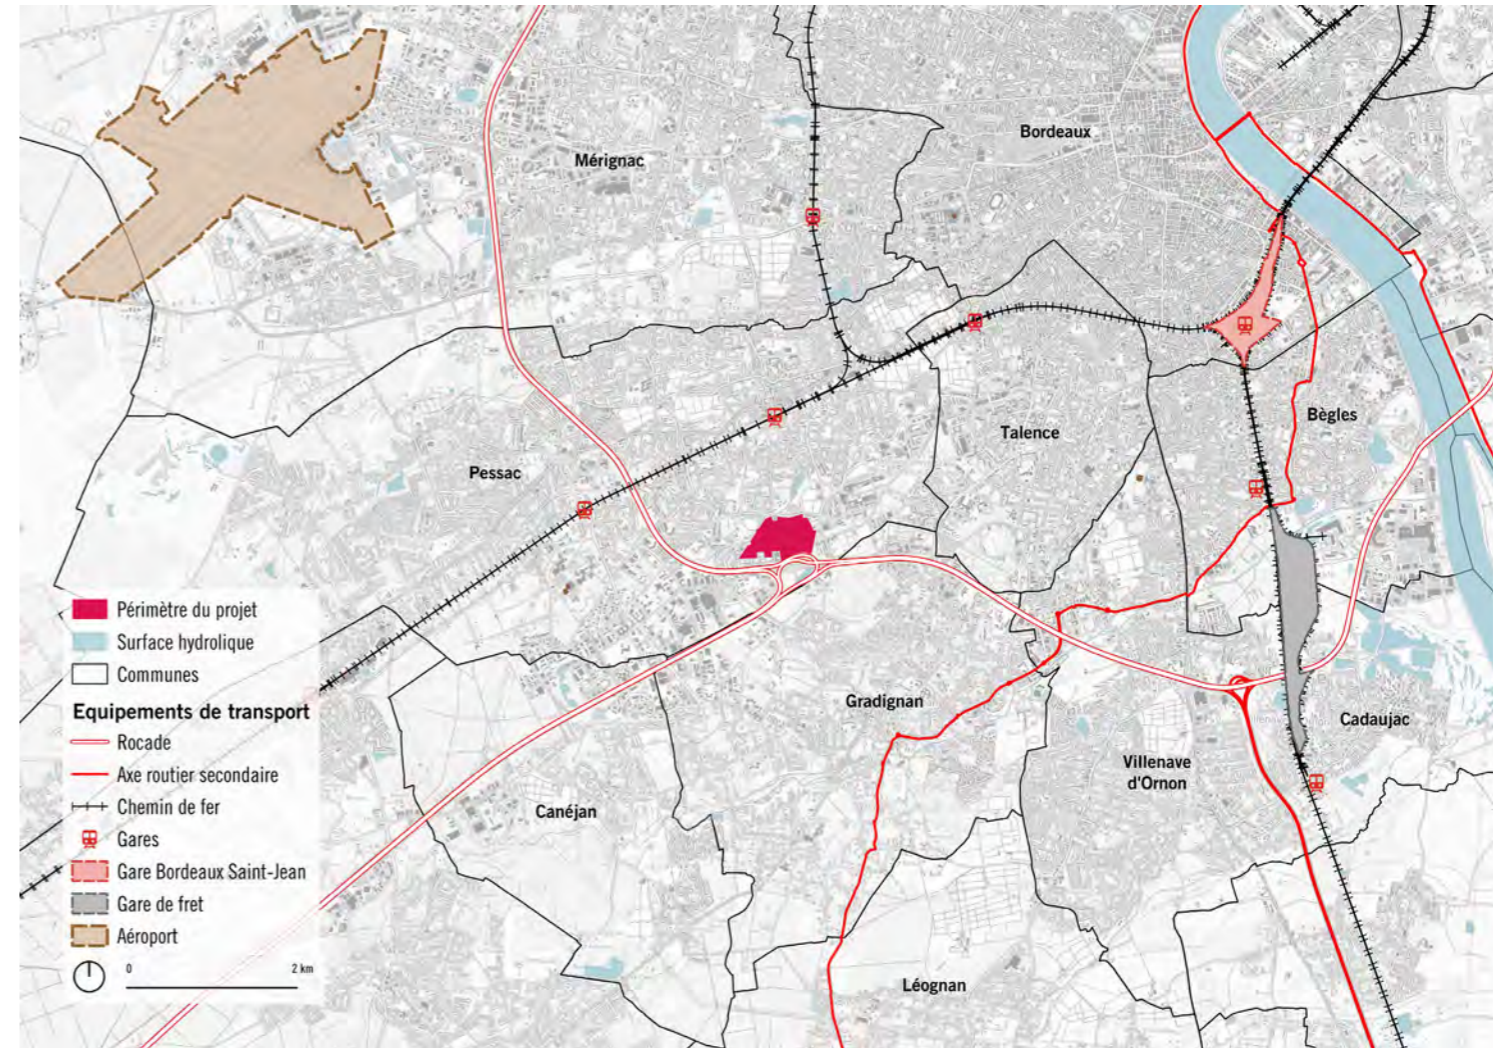 Bordeaux
Mérignac
Bègles
Talence
Pessac
Gradignan
Cadaujac
Villenave
d'Ornon
Canéjan
Léognan
Périmètre du projet
Surface hydrolique
Communes
Equipements de transport
Rocade
Axe routier secondaire
Chemin de fer
Gares
Gare Bordeaux Saint-Jean
Gare de fret
Aéroport
0 2 km